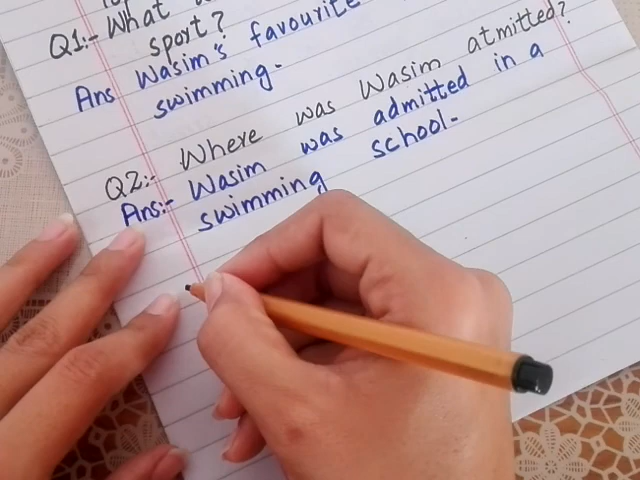 Q1:- What
sport?
Ans Wasim's favourite
swimming.
Q2:- Where was Wasim atmitted?
Ans:- Wasim was admitted in a
swimming school.